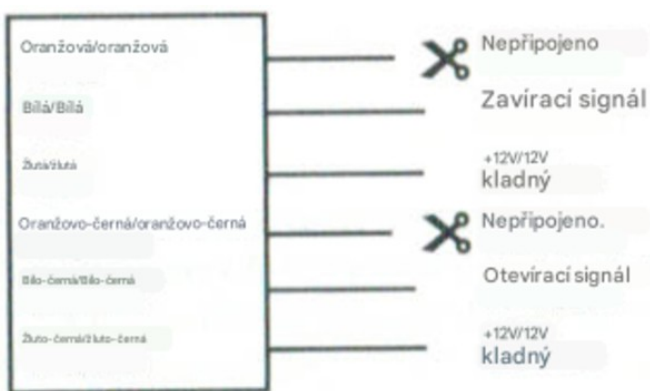 Oranžová/oranžová
Nepřipojeno
Bílá/Bílá
Zavírací signál
Žlutá/žlutá
+12V/12V
kladný
Oranžovo-černá/oranžovo-černá
Nepřipojeno.
Bílo-černá/Bílo-černá
Otevírací signál
Žluto-černá/žluto-černá
+12V/12V
kladný